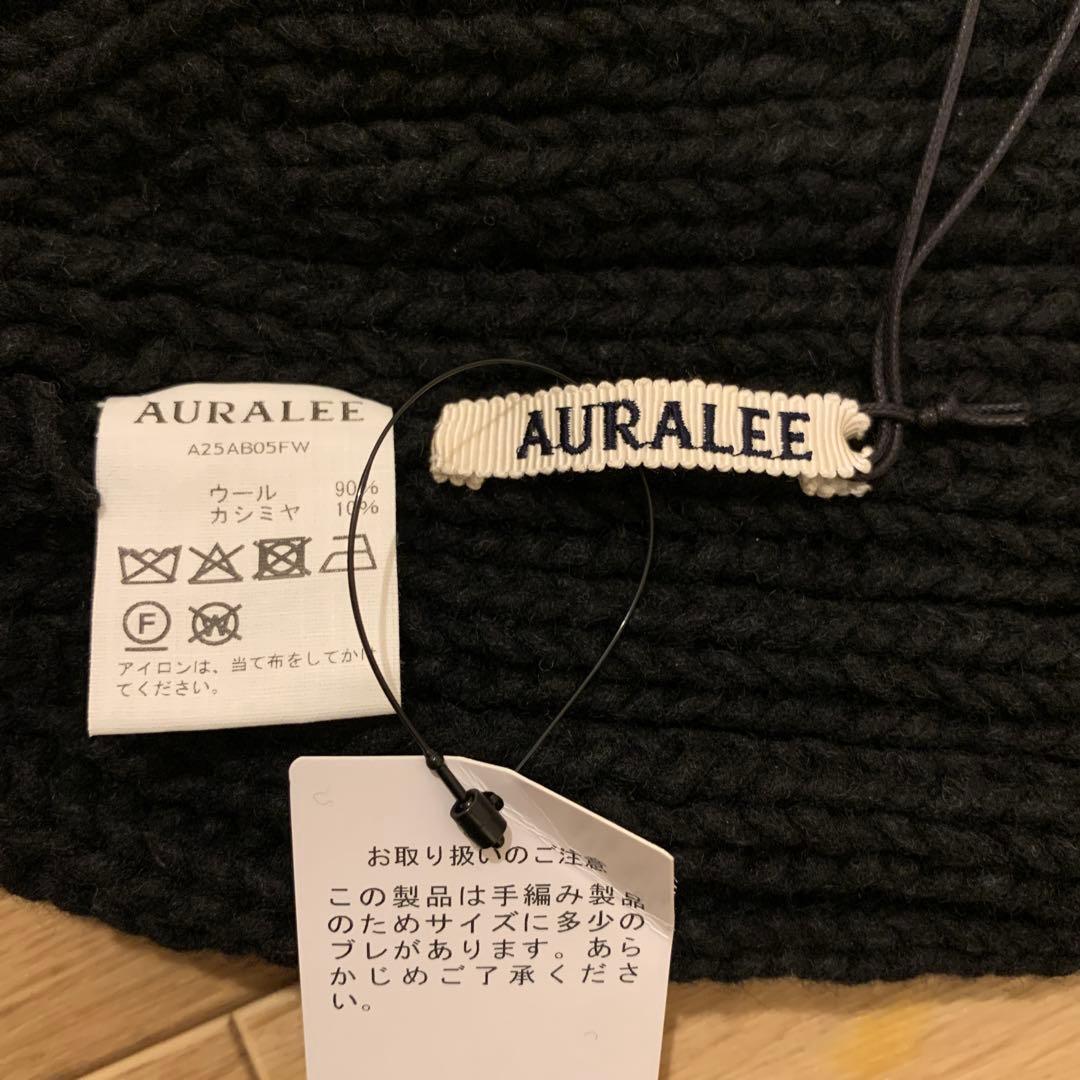 AURALEE
A25AB05FW
ウール 90%
カシミヤ 10%
F
W
アイロンは、当て布をしてかけ
てください。
AURALEE
お取り扱いのご注意
この製品は手編み製品
のためサイズに多少の
ブレがあります。あら
かじめご了承くださ
い。